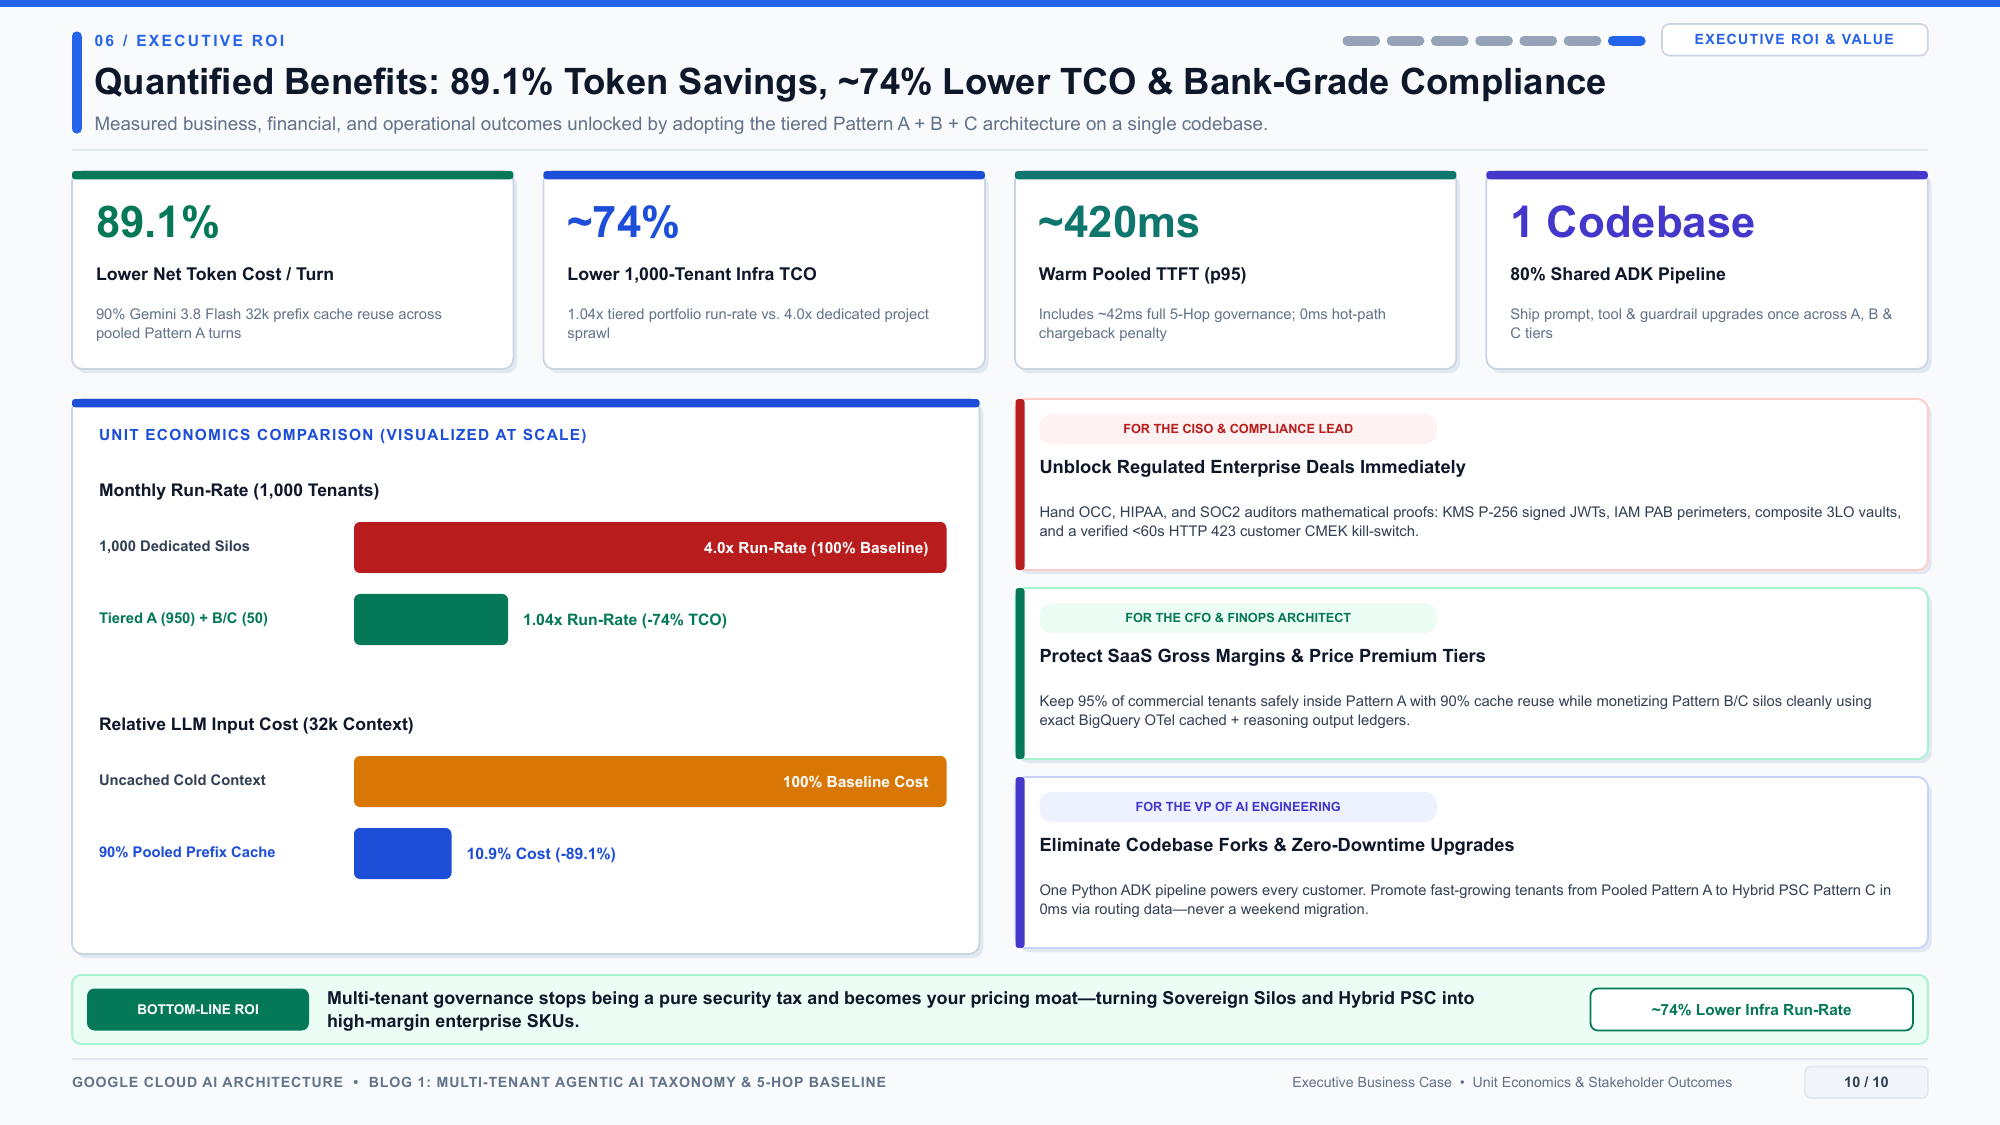 06 / EXECUTIVE ROI
EXECUTIVE ROI & VALUE
Quantified Benefits: 89.1% Token Savings, ~74% Lower TCO & Bank-Grade Compliance
Measured business, financial, and operational outcomes unlocked by adopting the tiered Pattern A + B + C architecture on a single codebase.
89.1%
Lower Net Token Cost / Turn
90% Gemini 3.8 Flash 32k prefix cache reuse across
pooled Pattern A turns
~74%
Lower 1,000-Tenant Infra TCO
1.04x tiered portfolio run-rate vs. 4.0x dedicated project
sprawl
~420ms
Warm Pooled TTFT (p95)
Includes ~42ms full 5-Hop governance; 0ms hot-path
chargeback penalty
1 Codebase
80% Shared ADK Pipeline
Ship prompt, tool & guardrail upgrades once across A, B &
C tiers
UNIT ECONOMICS COMPARISON (VISUALIZED AT SCALE)
Monthly Run-Rate (1,000 Tenants)
1,000 Dedicated Silos
4.0x Run-Rate (100% Baseline)
Tiered A (950) + B/C (50)
1.04x Run-Rate (-74% TCO)
Relative LLM Input Cost (32k Context)
Uncached Cold Context
100% Baseline Cost
90% Pooled Prefix Cache
10.9% Cost (-89.1%)
FOR THE CISO & COMPLIANCE LEAD
Unblock Regulated Enterprise Deals Immediately
Hand OCC, HIPAA, and SOC2 auditors mathematical proofs: KMS P-256 signed JWTs, IAM PAB perimeters, composite 3LO vaults,
and a verified <60s HTTP 423 customer CMEK kill-switch.
FOR THE CFO & FINOPS ARCHITECT
Protect SaaS Gross Margins & Price Premium Tiers
Keep 95% of commercial tenants safely inside Pattern A with 90% cache reuse while monetizing Pattern B/C silos cleanly using
exact BigQuery OTel cached + reasoning output ledgers.
FOR THE VP OF AI ENGINEERING
Eliminate Codebase Forks & Zero-Downtime Upgrades
One Python ADK pipeline powers every customer. Promote fast-growing tenants from Pooled Pattern A to Hybrid PSC Pattern C in
0ms via routing data—never a weekend migration.
BOTTOM-LINE ROI
Multi-tenant governance stops being a pure security tax and becomes your pricing moat—turning Sovereign Silos and Hybrid PSC into
high-margin enterprise SKUs.
~74% Lower Infra Run-Rate
GOOGLE CLOUD AI ARCHITECTURE • BLOG 1: MULTI-TENANT AGENTIC AI TAXONOMY & 5-HOP BASELINE
Executive Business Case • Unit Economics & Stakeholder Outcomes
10 / 10